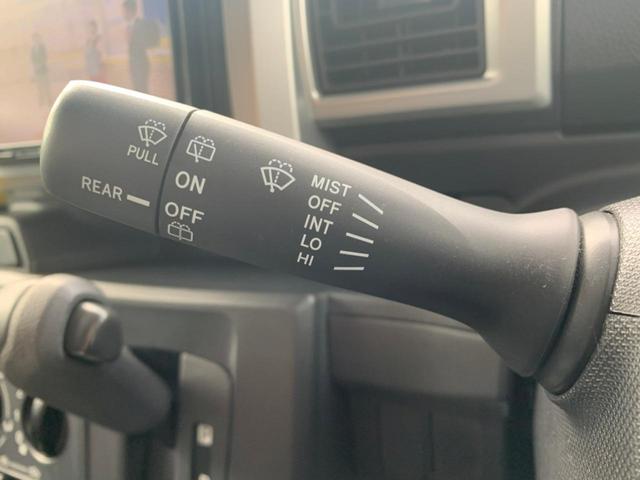 PULL
REAR
ON
OFF
MIST
OFF
INT
LO
HI